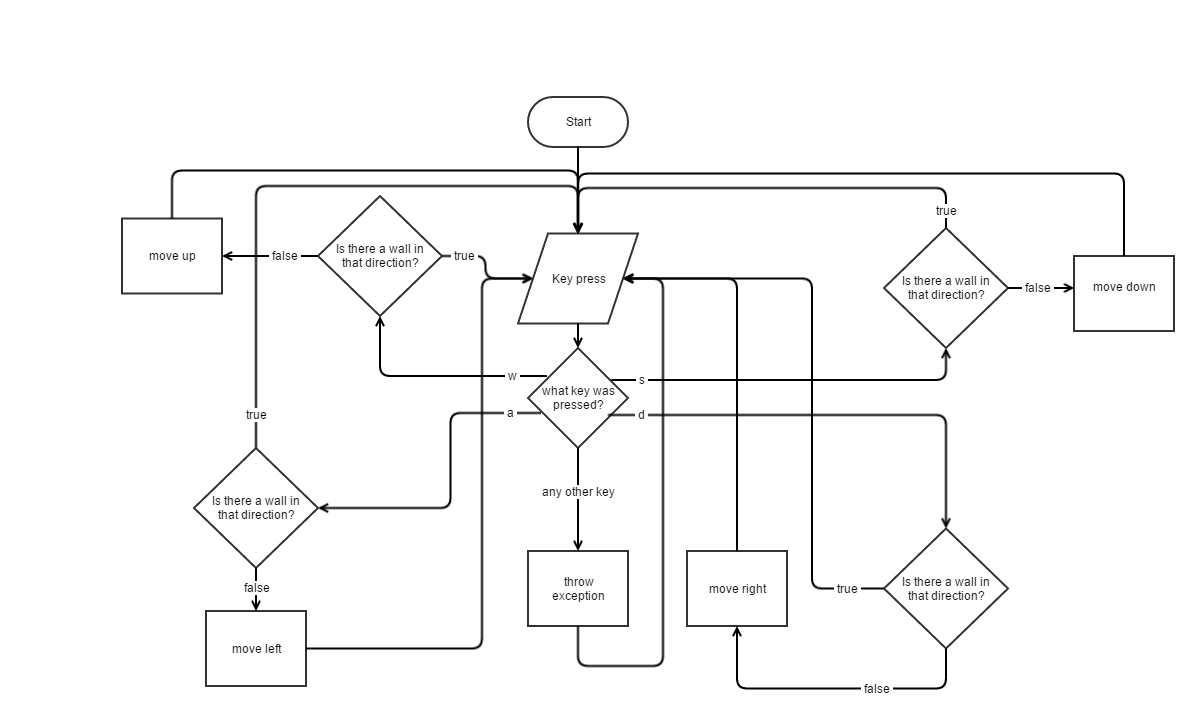 Start
move up
false
Is there a wall in
that direction?
true
Key press
true
Is there a wall in
that direction?
false
move down
w
what key was
pressed?
s
a
d
true
Is there a wall in
that direction?
any other key
false
move left
throw
exception
move right
true
Is there a wall in
that direction?
false